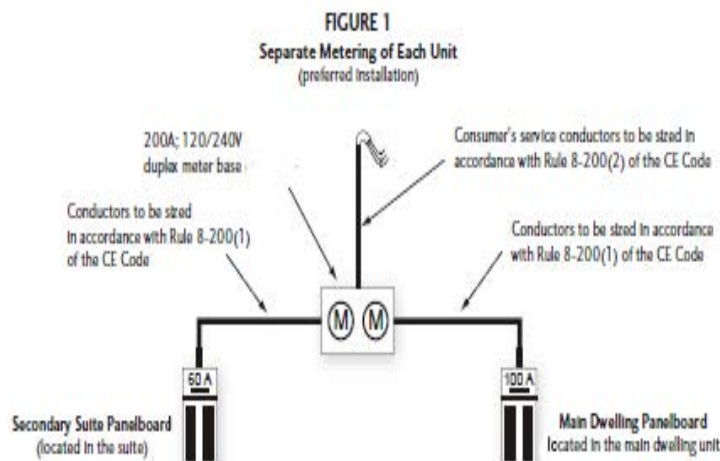 FIGURE 1
Separate Metering of Each Unit
(preferred installation)
200A; 120/240V
duplex meter base
Consumer's service conductors to be sized in
accordance with Rule 8-200(2) of the CE Code
Conductors to be sized
in accordance with Rule 8-200(1)
of the CE Code
Conductors to be sized in accordance
with Rule 8-200(1) of the CE Code
M M
60 A
100 A
Secondary Suite Panelboard
(located in the suite)
Main Dwelling Panelboard
located in the main dwelling unit